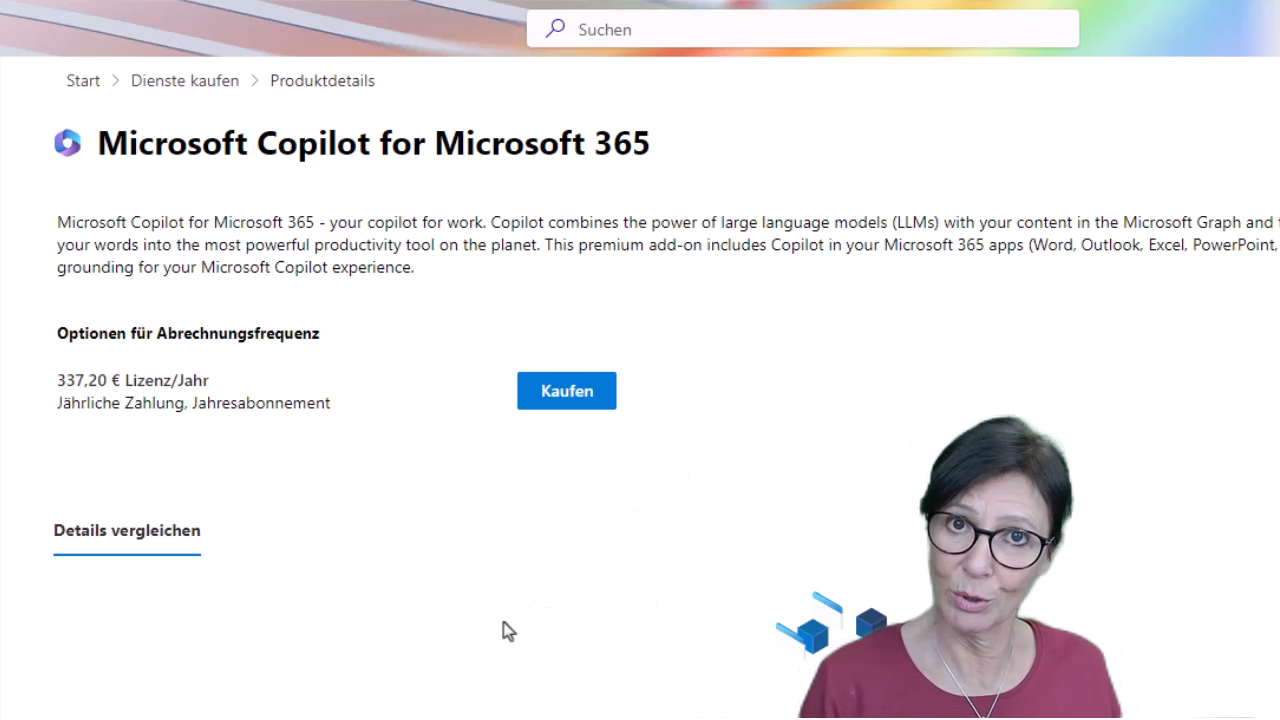 Suchen
Start > Dienste kaufen > Produktdetails
Microsoft Copilot for Microsoft 365
Microsoft Copilot for Microsoft 365 - your copilot for work. Copilot combines the power of large language models (LLMs) with your content in the Microsoft Graph and
your words into the most powerful productivity tool on the planet. This premium add-on includes Copilot in your Microsoft 365 apps (Word, Outlook, Excel, PowerPoint,
grounding for your Microsoft Copilot experience.
Optionen für Abrechnungsfrequenz
337,20 € Lizenz/Jahr
Kaufen
Jährliche Zahlung, Jahresabonnement
Details vergleichen